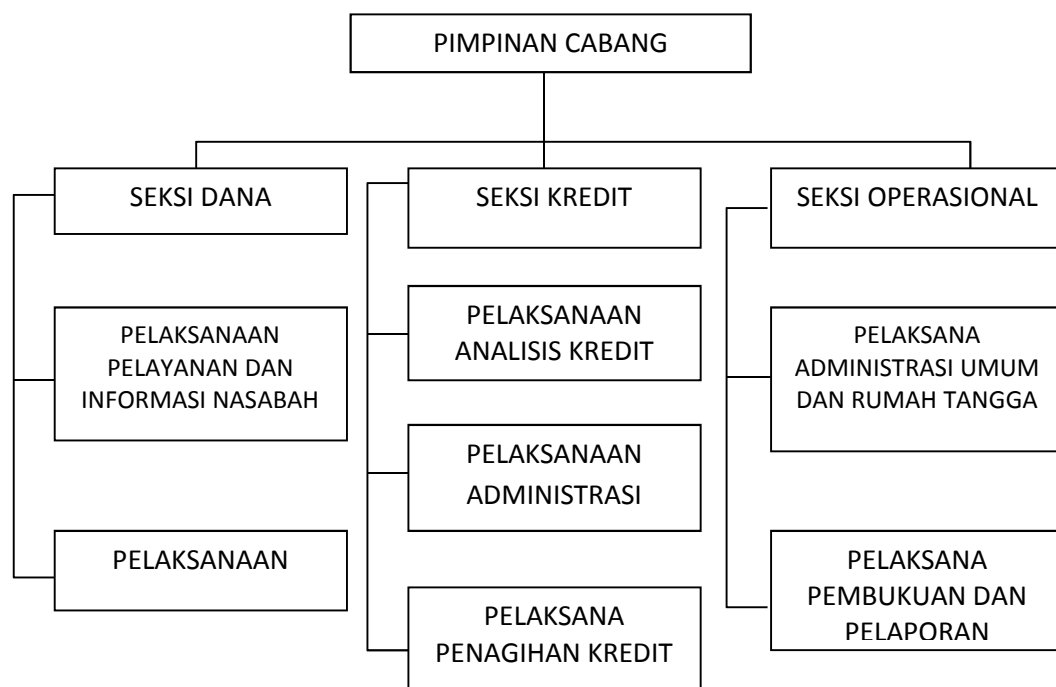 PIMPINAN CABANG
SEKSI DANA
SEKSI KREDIT
SEKSI OPERASIONAL
PELAKSANAAN
PELAYANAN DAN
INFORMASI NASABAH
PELAKSANAAN
ANALISIS KREDIT
PELAKSANA
ADMINISTRASI UMUM
DAN RUMAH TANGGA
PELAKSANAAN
ADMINISTRASI
PELAKSANAAN
PELAKSANA
PENAGIHAN KREDIT
PELAKSANA
PEMBUKUAN DAN
PELAPORAN